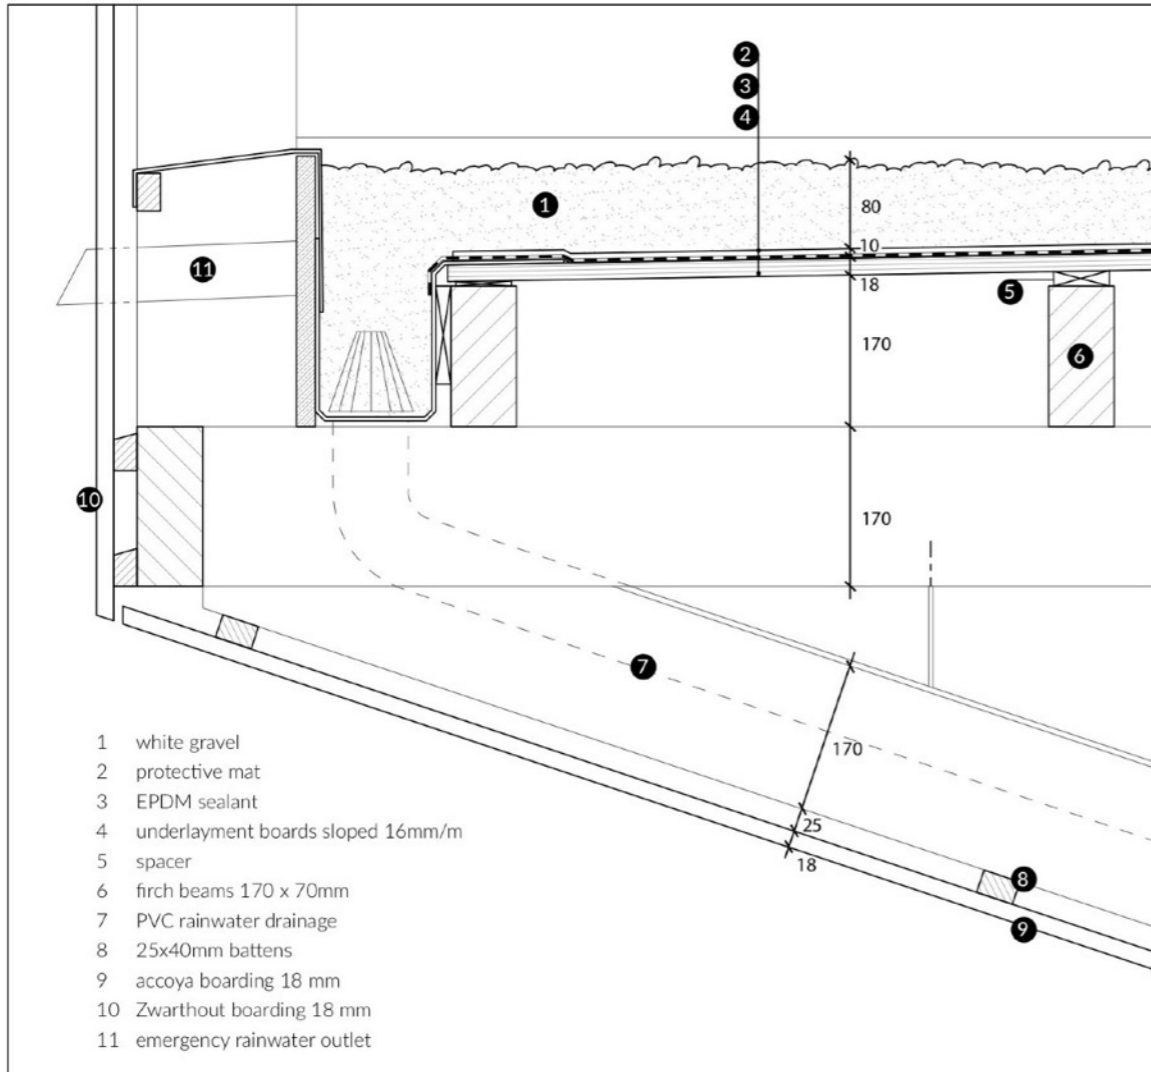 2
3
4
1
80
10
18
11
5
170
6
10
170
7
170
25
18
8
9
1 white gravel
2 protective mat
3 EPDM sealant
4 underlayment boards sloped 16mm/m
5 spacer
6 firch beams 170 x 70mm
7 PVC rainwater drainage
8 25x40mm battens
9 accoya boarding 18 mm
10 Zwarthout boarding 18 mm
11 emergency rainwater outlet